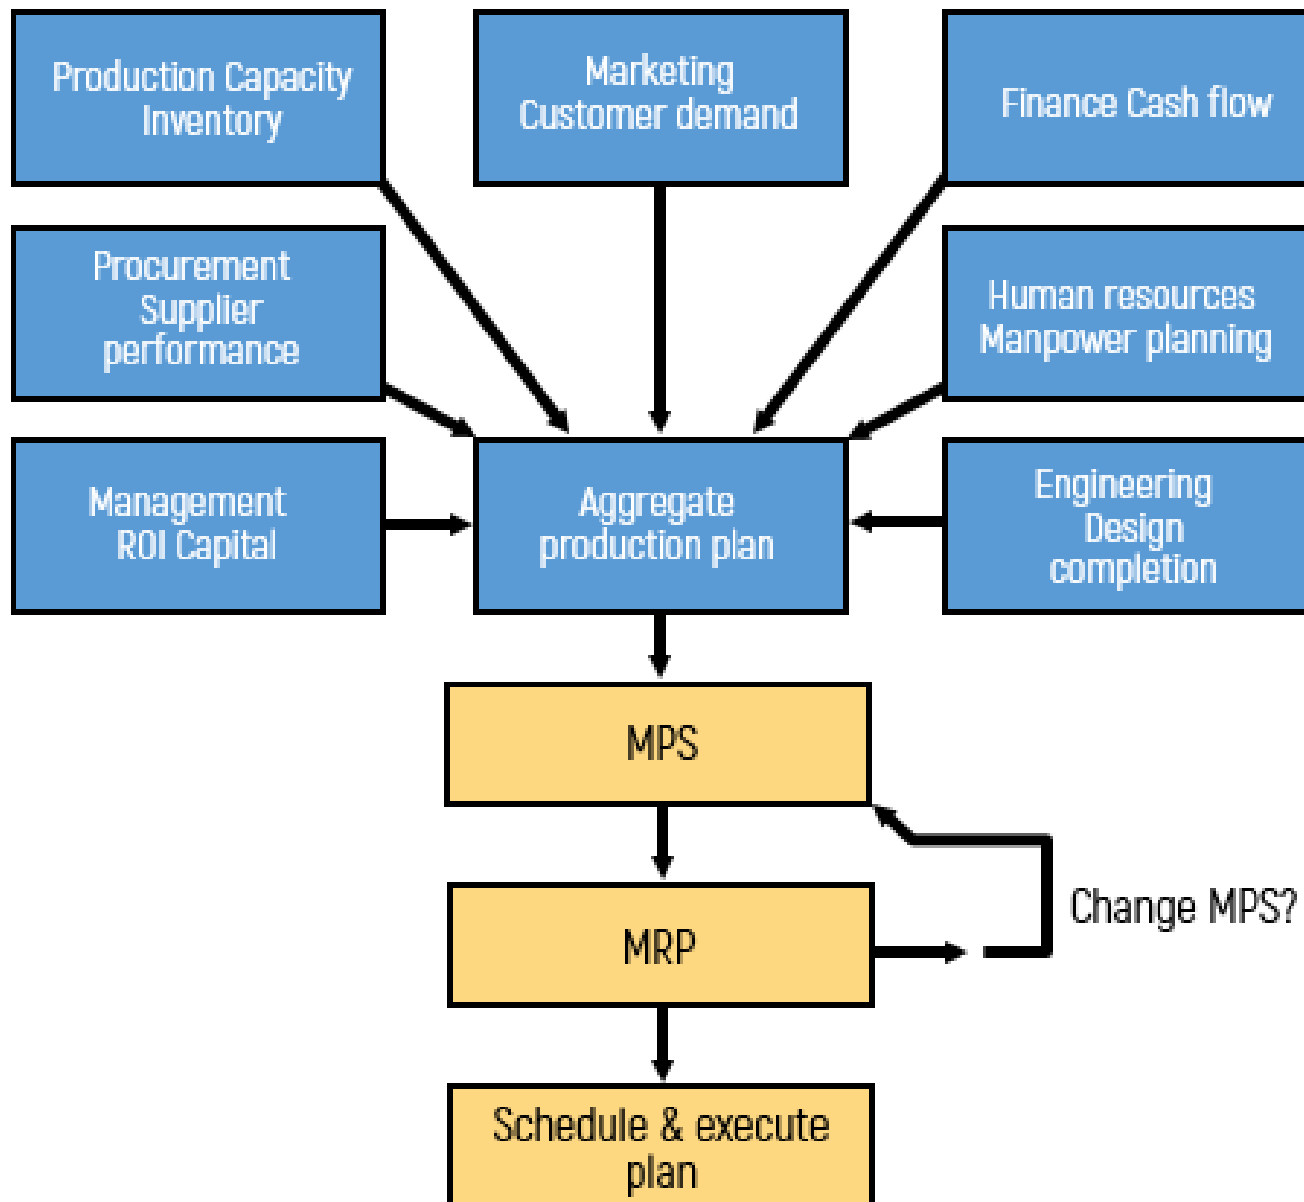 Production Capacity
Inventory
Marketing
Customer demand
Finance Cash flow
Procurement
Supplier
performance
Human resources
Manpower planning
Management
ROI Capital
Aggregate
production plan
Engineering
Design
completion
MPS
MRP
Change MPS?
Schedule & execute
plan